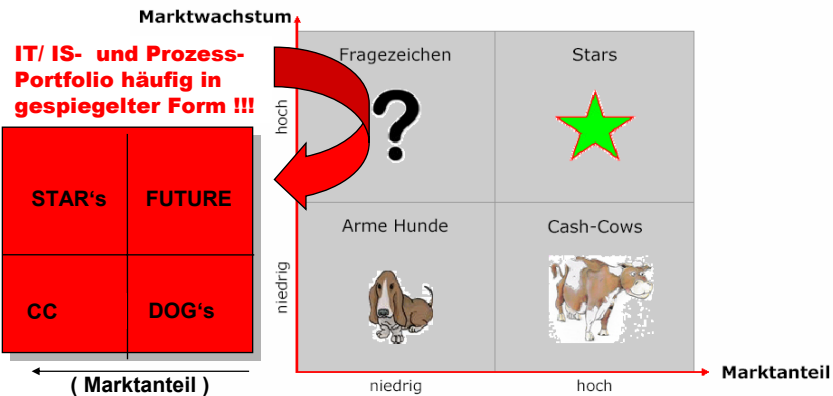 Marktwachstum
IT/ IS- und Prozess-
Portfolio häufig in
gespiegelter Form !!!
STAR‘s FUTURE
CC DOG‘s
( Marktanteil )
hoch
niedrig
Fragezeichen Stars
?
Arme Hunde Cash-Cows
niedrig hoch
Marktanteil